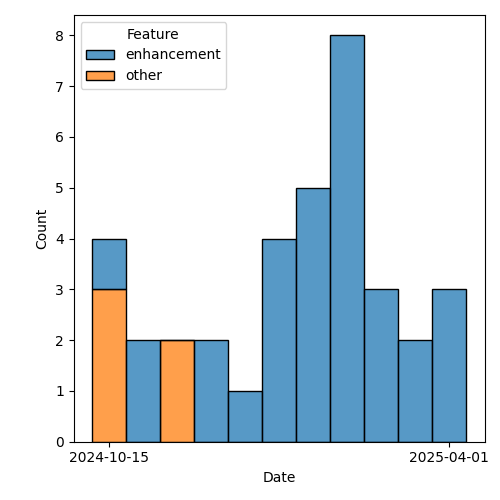 Feature
enhancement
other
8
7
6
5
4
3
2
1
0
Count
2024-10-15
2025-04-01
Date